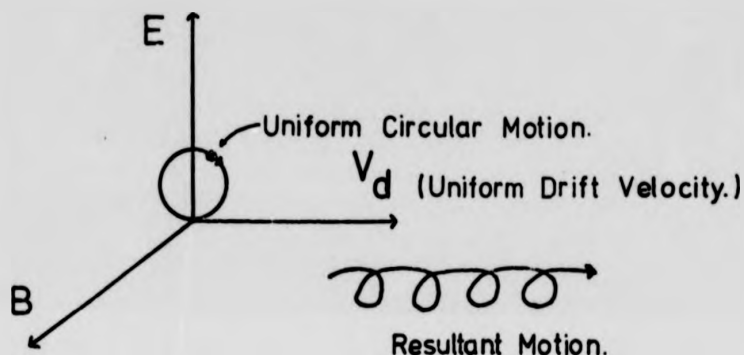 E
Uniform Circular Motion.
Vd (Uniform Drift Velocity.)
B
Resultant Motion.